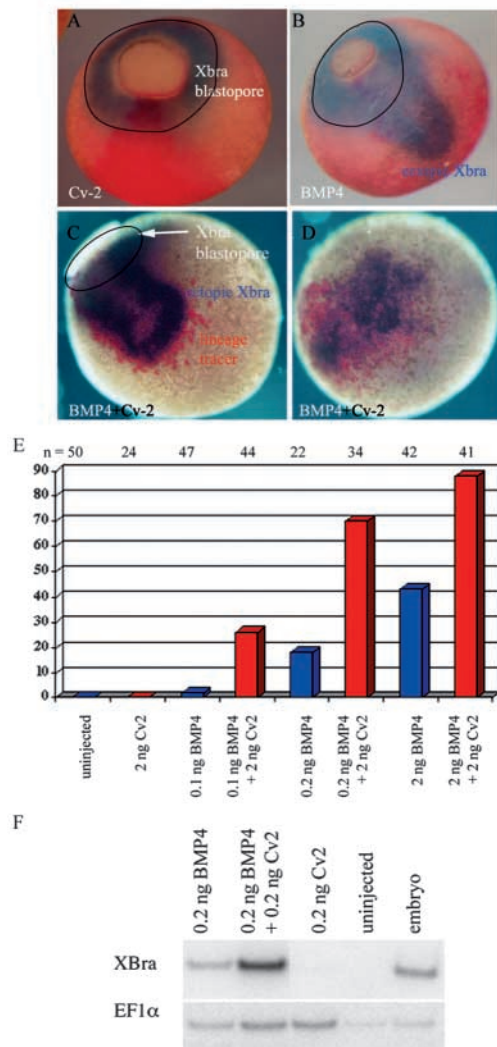 A
Xbra
blastopore
Cv-2
B
ectopic Xbra
BMP4
C
Xbra
blastopore
ectopic Xbra
lineage
tracer
BMP4+Cv-2
D
BMP4+Cv-2
E
n = 50 24 47 44 22 34 42 41
90
80
70
60
50
40
30
20
10
0
uninjected
2 ng Cv2
0.1 ng BMP4
0.1 ng BMP4
+ 2 ng Cv2
0.2 ng BMP4
0.2 ng BMP4
+ 2 ng Cv2
2 ng BMP4
2 ng BMP4
+ 2 ng Cv2
F
0.2 ng BMP4
0.2 ng BMP4
+ 0.2 ng Cv2
0.2 ng Cv2
uninjected
embryo
XBra
EF1α